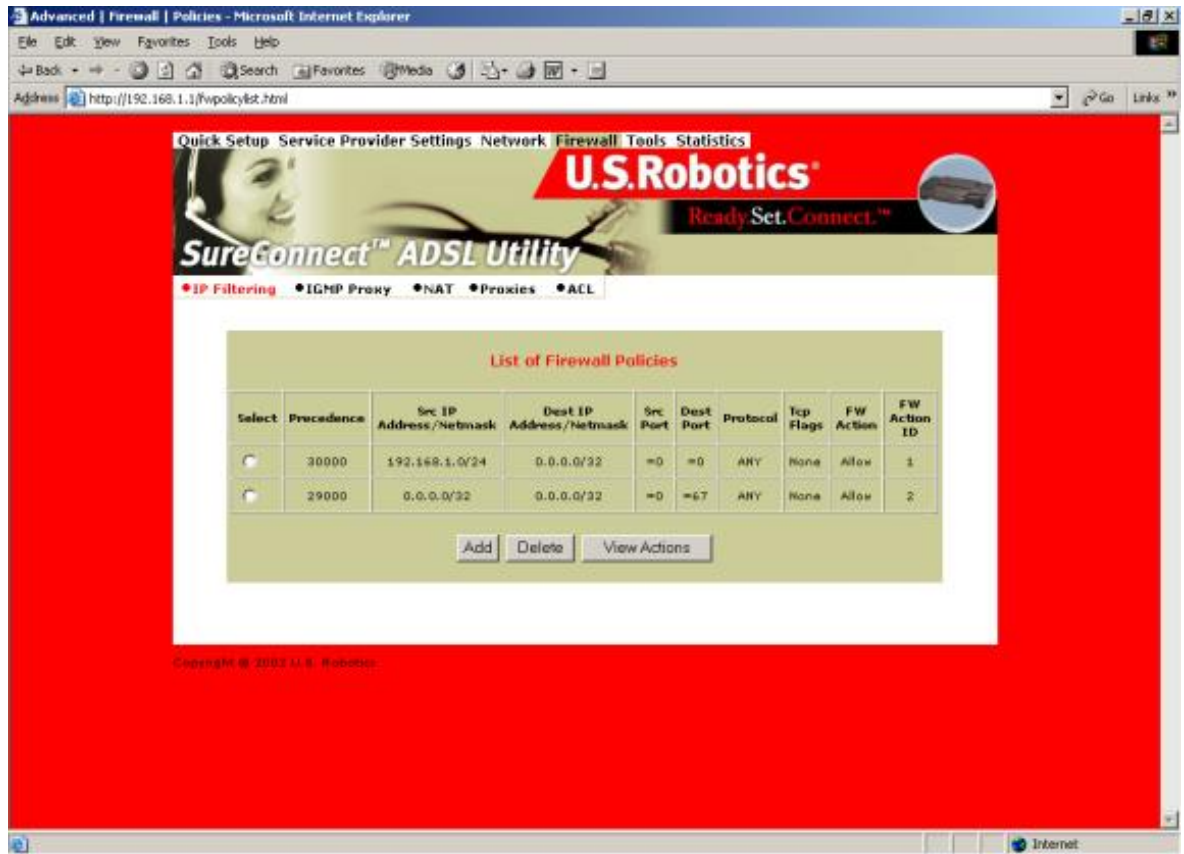 Advanced | Firewall | Policies - Microsoft Internet Explorer
File Edit View Favorites Tools Help
Back Search Favorites Media
Address http://192.168.1.1/fwpolicylist.html Go Links »
Quick Setup Service Provider Settings Network Firewall Tools Statistics
U.S.Robotics®
Ready.Set.Connect.™
SureConnect™ ADSL Utility
IP Filtering IGMP Proxy NAT Proxies ACL
List of Firewall Policies
Select Precedence Src IP Address/Netmask Dest IP Address/Netmask Src Port Dest Port Protocol Tcp Flags FW Action FW Action ID
30000 192.168.1.0/24 0.0.0.0/32 =0 =0 ANY None Allow 1
29000 0.0.0.0/32 0.0.0.0/32 =0 =67 ANY None Allow 2
Add Delete View Actions
Copyright © 2002 U.S. Robotics
Internet